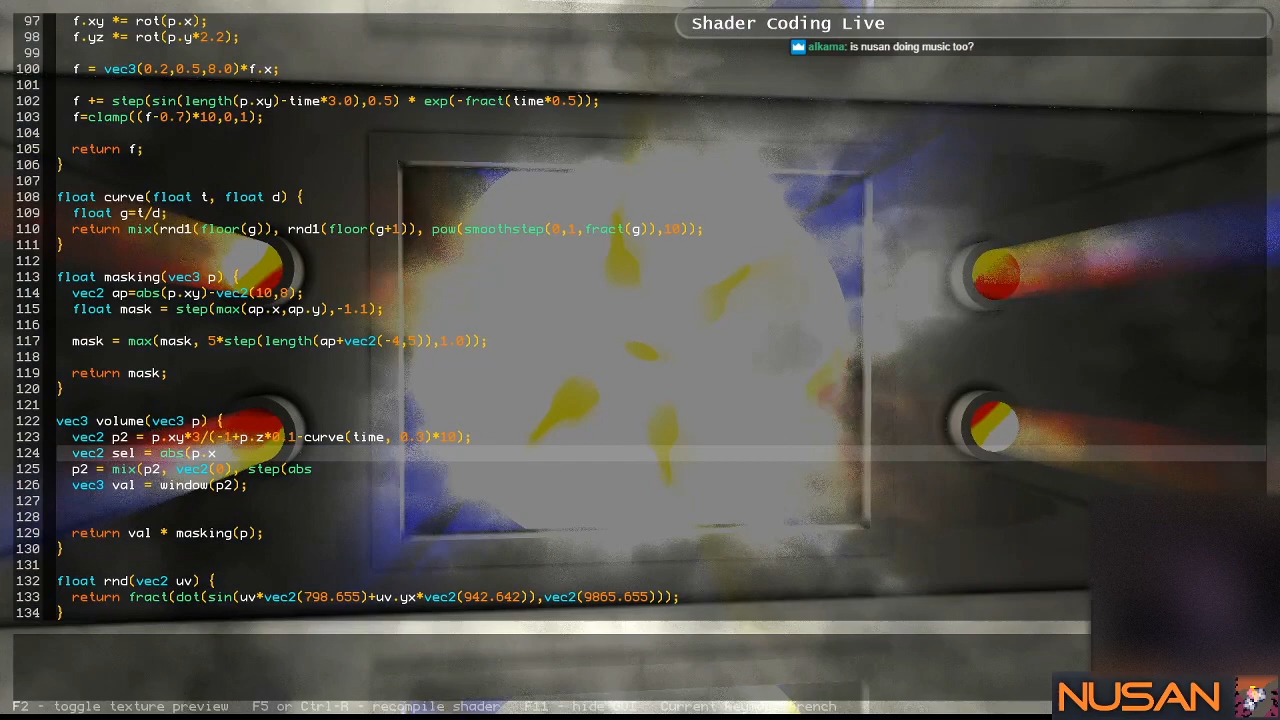 97 f.xy *= rot(p.x);
98 f.yz *= rot(p.y*2.2);
99
100 f = vec3(0.2,0.5,8.0)*f.x;
101
102 f += step(sin(length(p.xy)-time*3.0),0.5) * exp(-fract(time*0.5));
103 f=clamp((f-0.7)*10,0,1);
104
105 return f;
106 }
107
108 float curve(float t, float d) {
109 float g=t/d;
110 return mix(rnd1(floor(g)), rnd1(floor(g+1)), pow(smoothstep(0,1,fract(g)),10));
111 }
112
113 float masking(vec3 p) {
114 vec2 ap=abs(p.xy)-vec2(10,8);
115 float mask = step(max(ap.x,ap.y),-1.1);
116
117 mask = max(mask, 5*step(length(ap+vec2(-4,5)),1.0));
118
119 return mask;
120 }
121
122 vec3 volume(vec3 p) {
123 vec2 p2 = p.xy*3/(-1+p.z*0.1-curve(time, 0.3)*10);
124 vec2 sel = abs(p.x
125 p2 = mix(p2, vec2(0), step(abs
126 vec3 val = window(p2);
127
128
129 return val * masking(p);
130 }
131
132 float rnd(vec2 uv) {
133 return fract(dot(sin(uv*vec2(798.655)+uv.yx*vec2(942.642)),vec2(9865.655)));
134 }
Shader Coding Live
alkama: is nusan doing music too?
F2 - toggle texture preview F5 or Ctrl-R - recompile shader F11 - hide GUI Current keymap: french
NUSAN